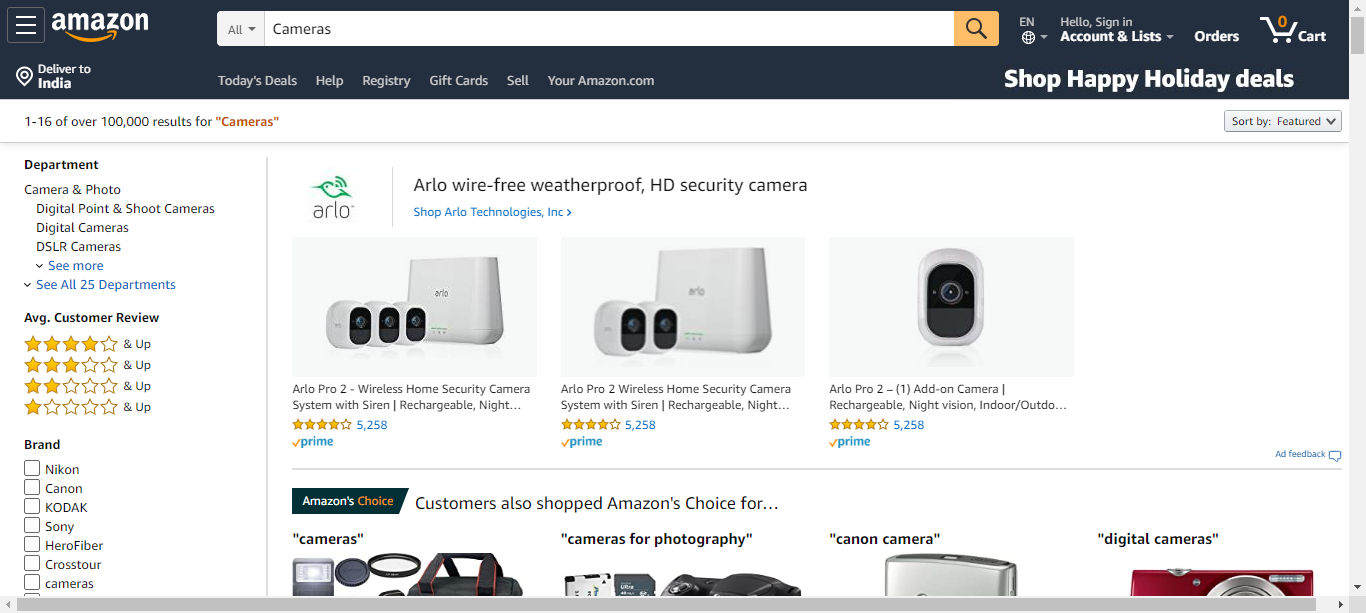 amazon
All
Cameras
EN
Hello, Sign in
Account & Lists
Orders
0
Cart
Deliver to
India
Today's Deals
Help
Registry
Gift Cards
Sell
Your Amazon.com
Shop Happy Holiday deals
1-16 of over 100,000 results for "Cameras"
Sort by: Featured
Department
Camera & Photo
Digital Point & Shoot Cameras
Digital Cameras
DSLR Cameras
See more
See All 25 Departments
Avg. Customer Review
& Up
& Up
& Up
& Up
Brand
Nikon
Canon
KODAK
Sony
HeroFiber
Crosstour
cameras
arlo
Arlo wire-free weatherproof, HD security camera
Shop Arlo Technologies, Inc ›
arlo
arlo
Arlo Pro 2 - Wireless Home Security Camera
System with Siren | Rechargeable, Night…
5,258
prime
Arlo Pro 2 Wireless Home Security Camera
System with Siren | Rechargeable, Night…
5,258
prime
Arlo Pro 2 – (1) Add-on Camera |
Rechargeable, Night vision, Indoor/Outdo…
5,258
prime
Ad feedback
Amazon's Choice
Customers also shopped Amazon's Choice for…
"cameras"
"cameras for photography"
"canon camera"
"digital cameras"
Ultra